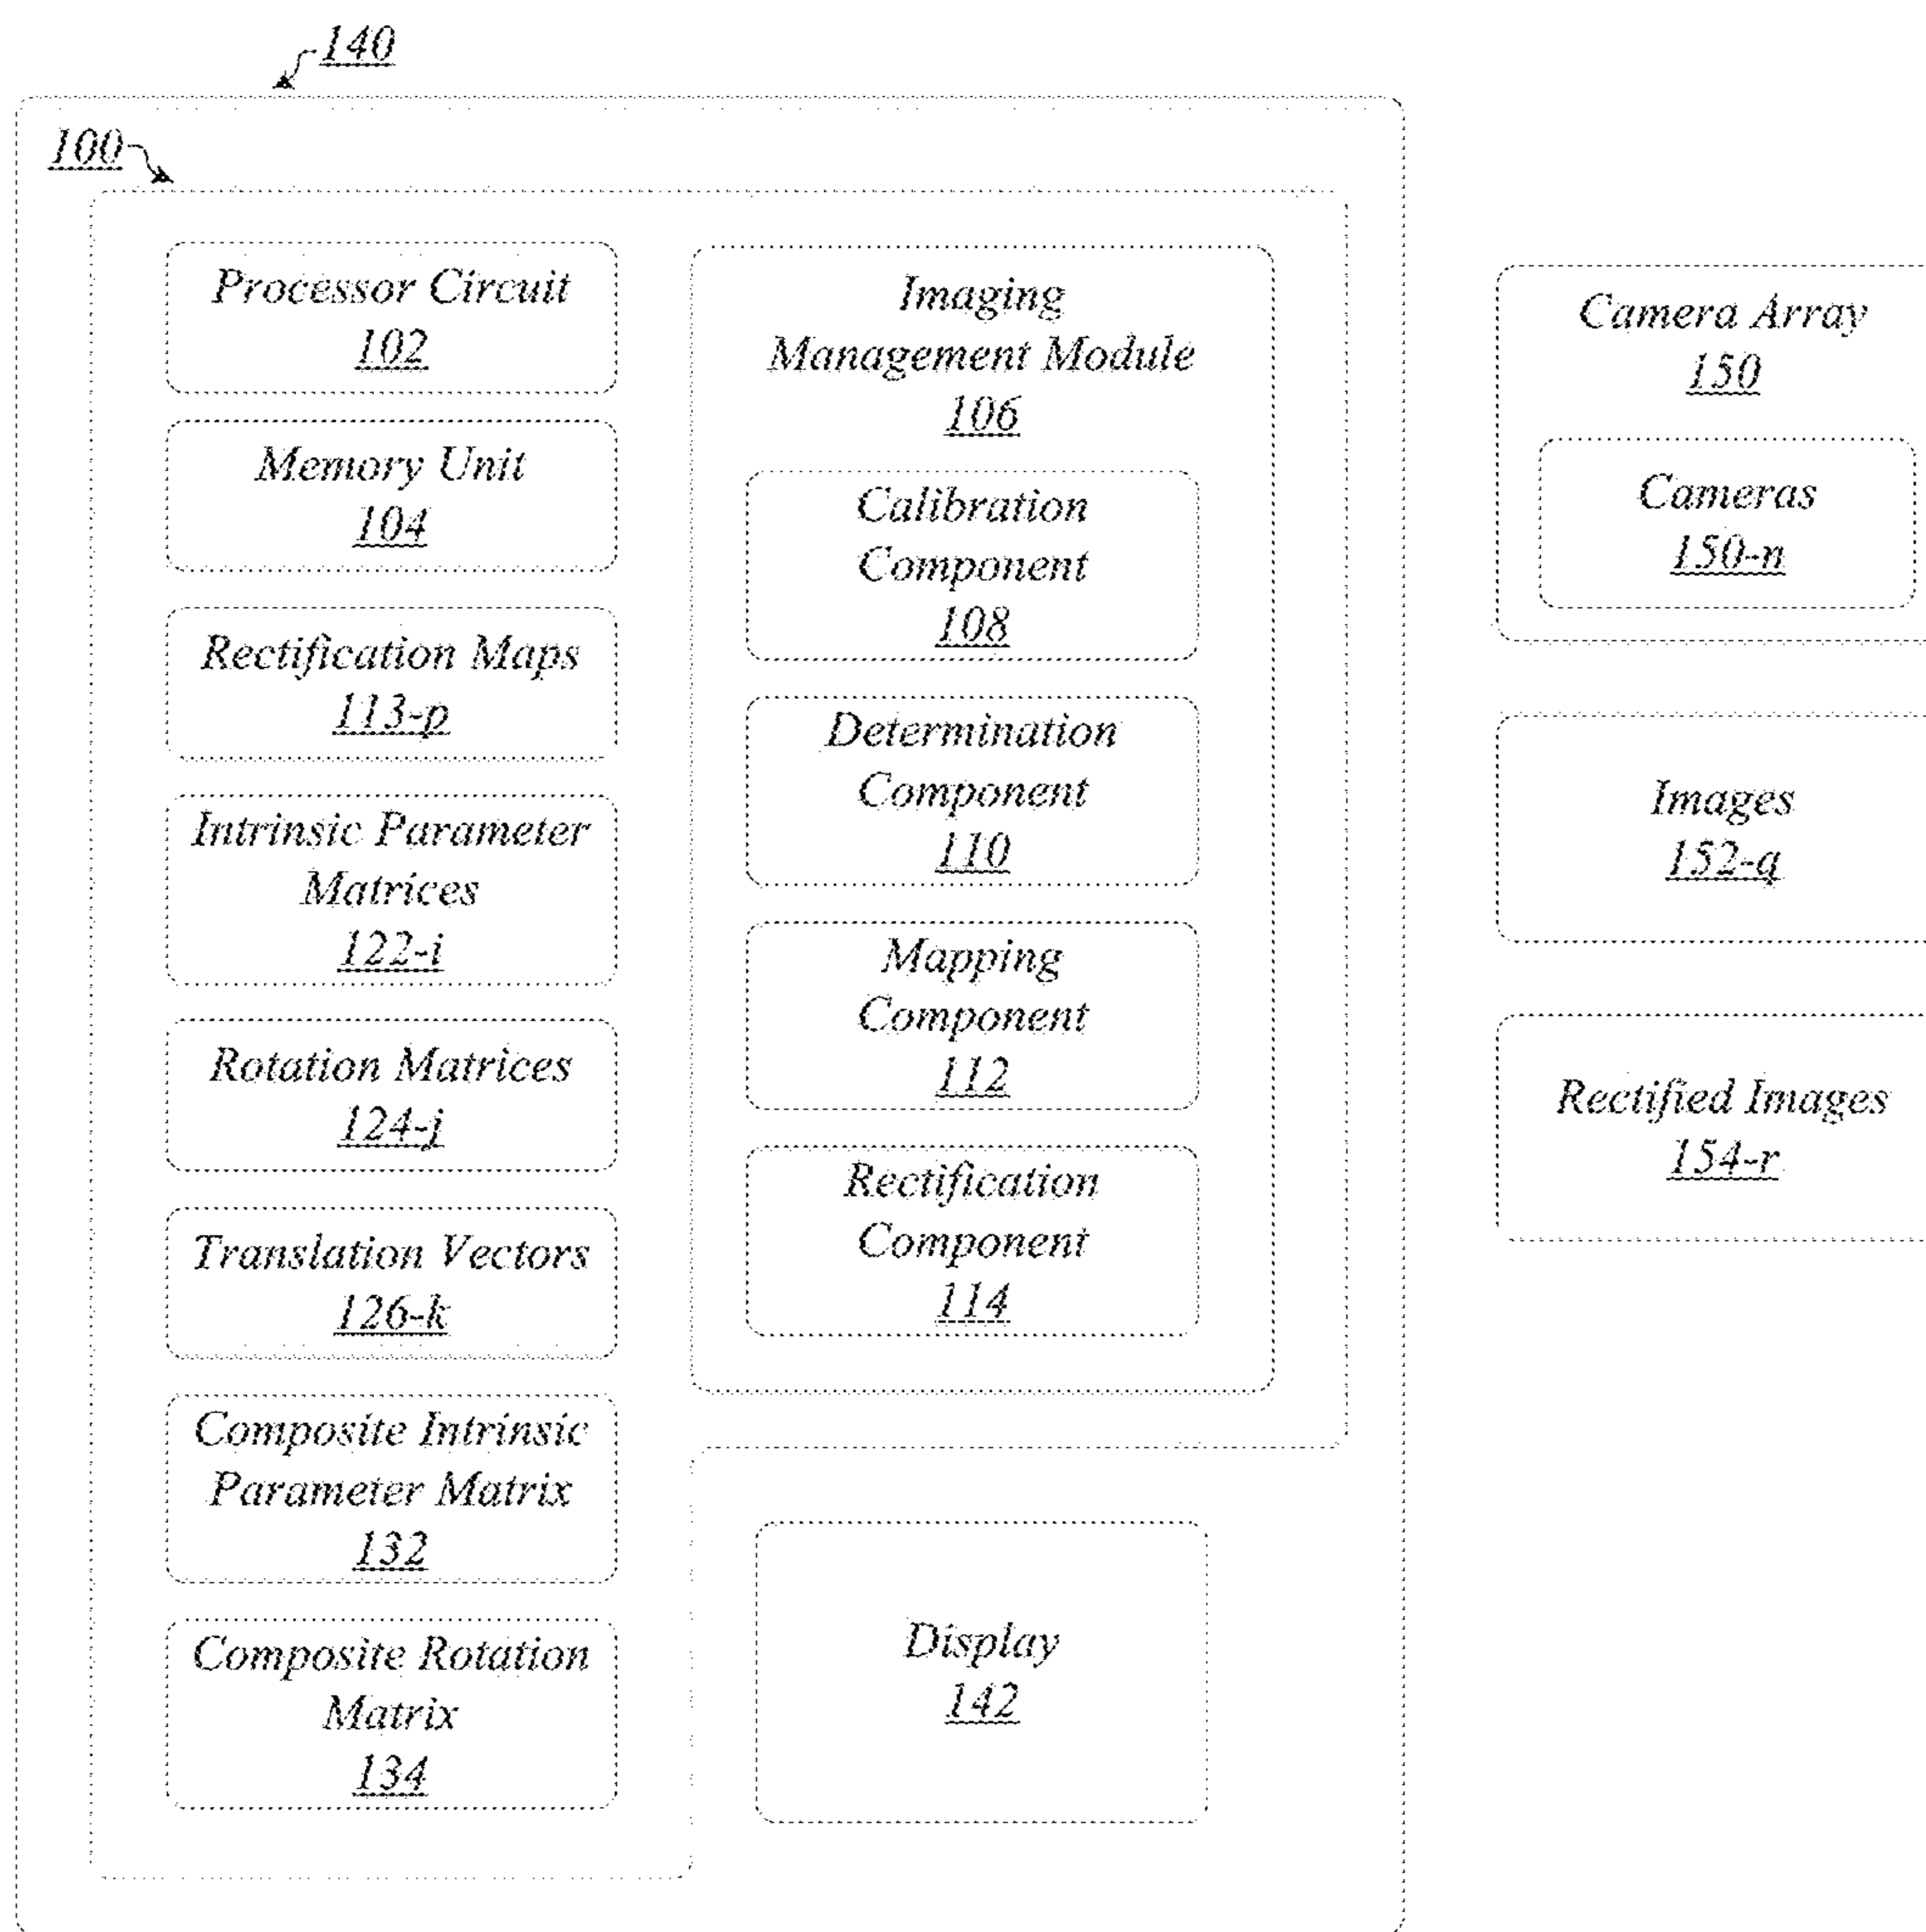 140
100
Processor Circuit
102
Memory Unit
104
Rectification Maps
113-p
Intrinsic Parameter
Matrices
122-i
Rotation Matrices
124-j
Translation Vectors
126-k
Composite Intrinsic
Parameter Matrix
132
Composite Rotation
Matrix
134
Imaging
Management Module
106
Calibration
Component
108
Determination
Component
110
Mapping
Component
112
Rectification
Component
114
Display
142
Camera Array
150
Cameras
150-n
Images
152-q
Rectified Images
154-r